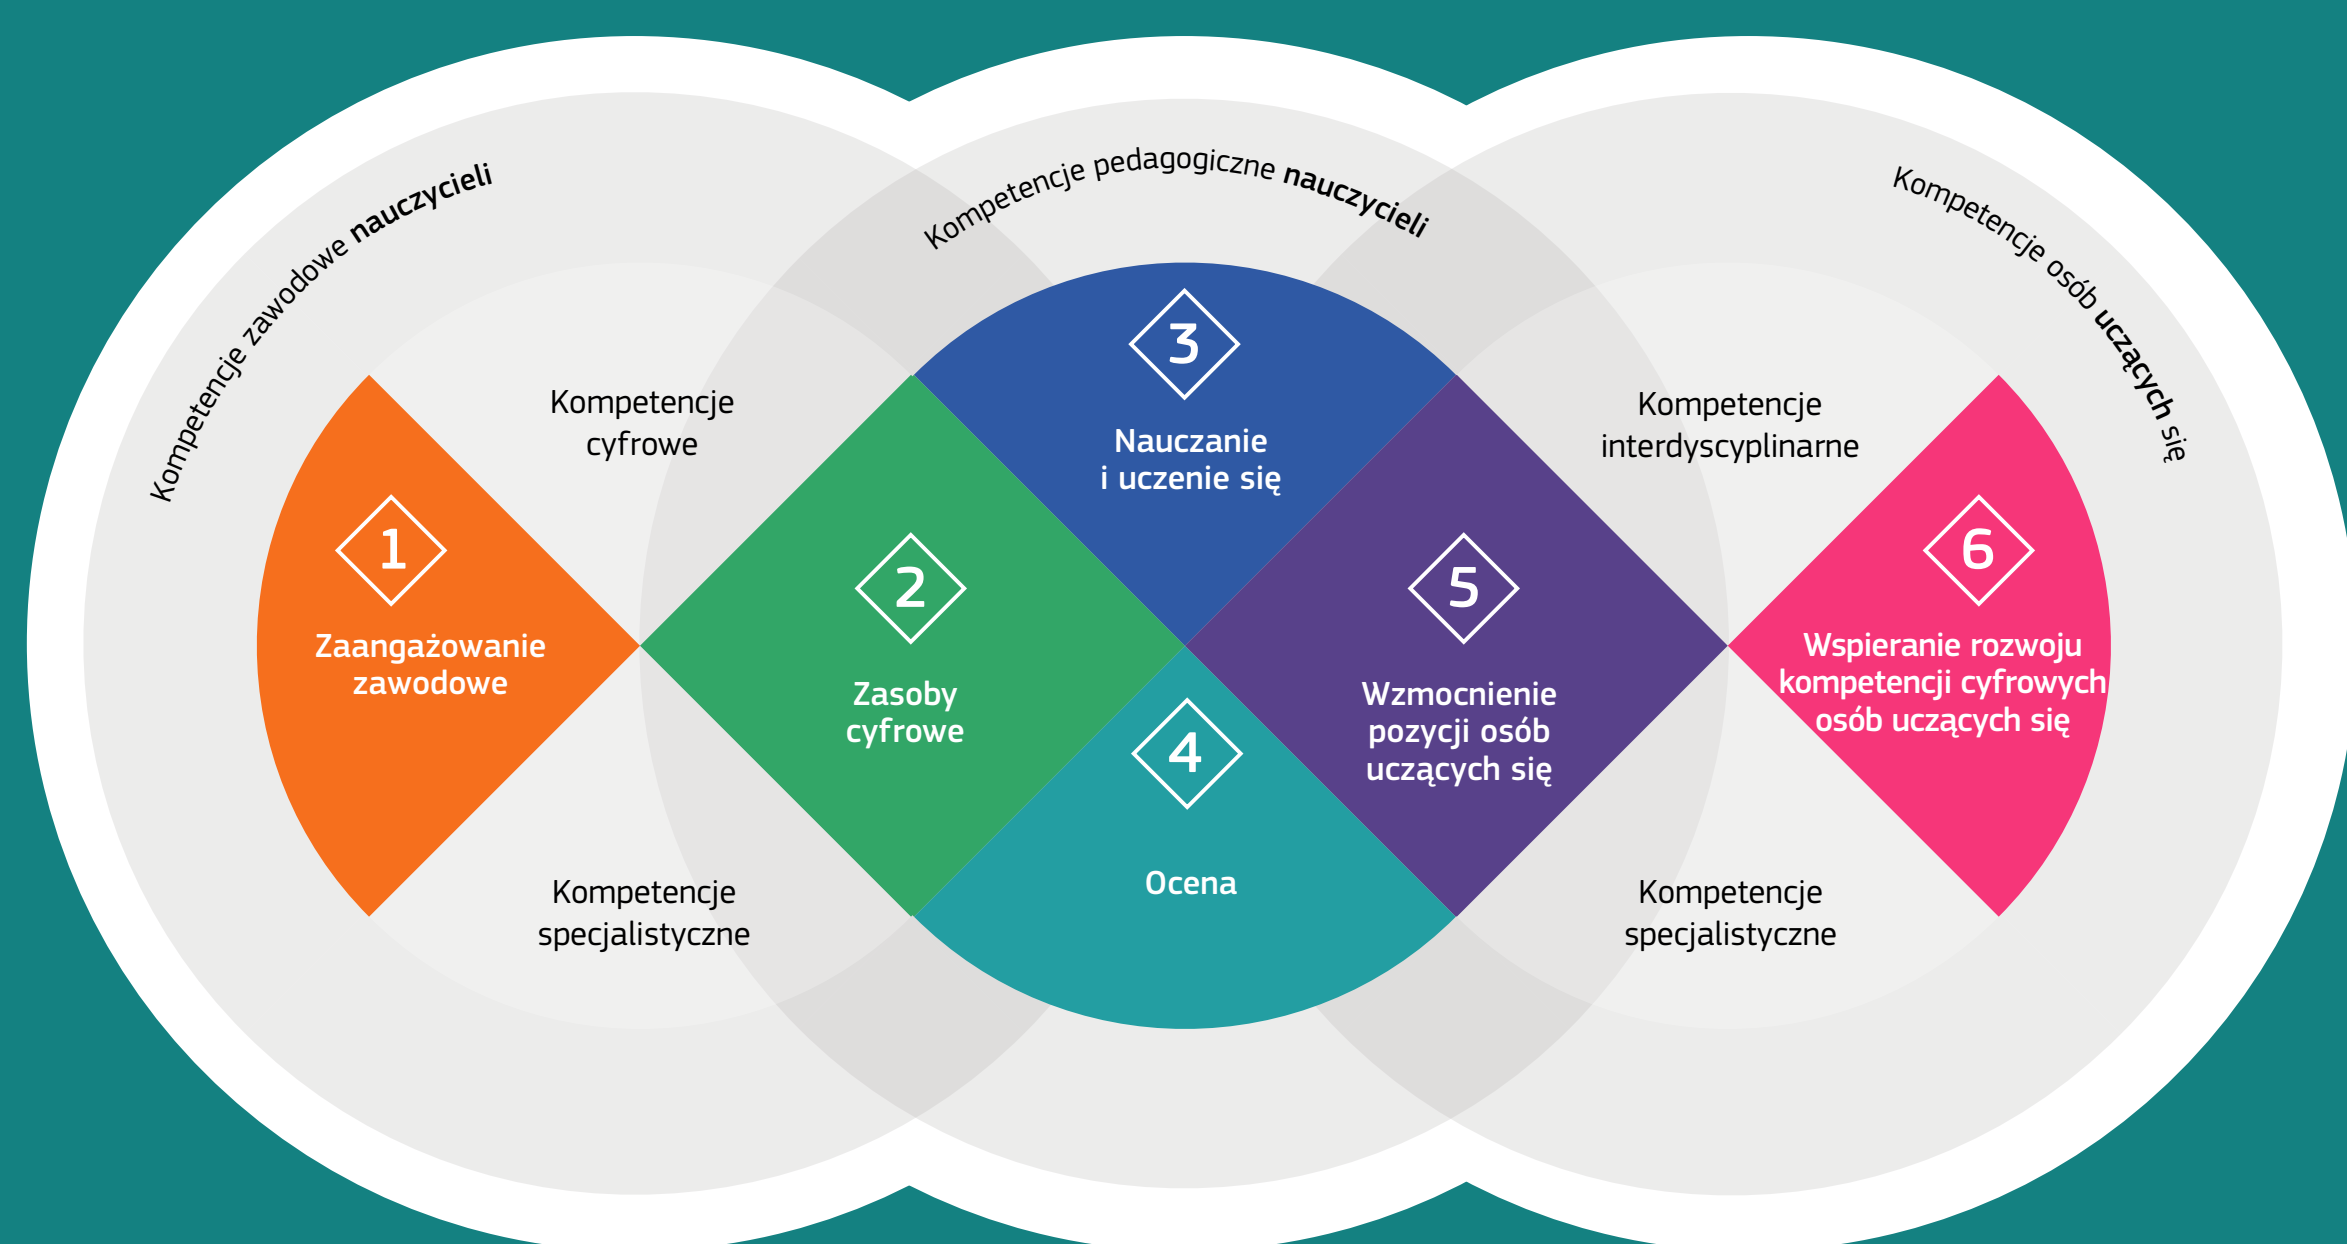 Kompetencje zawodowe nauczycieli
Kompetencje pedagogiczne nauczycieli
Kompetencje osób uczących się
Kompetencje
cyfrowe
Kompetencje
specjalistyczne
1
Zaangażowanie
zawodowe
2
Zasoby
cyfrowe
3
Nauczanie
i uczenie się
4
Ocena
5
Wzmocnienie
pozycji osób
uczących się
Kompetencje
interdyscyplinarne
Kompetencje
specjalistyczne
6
Wspieranie rozwoju
kompetencji cyfrowych
osób uczących się